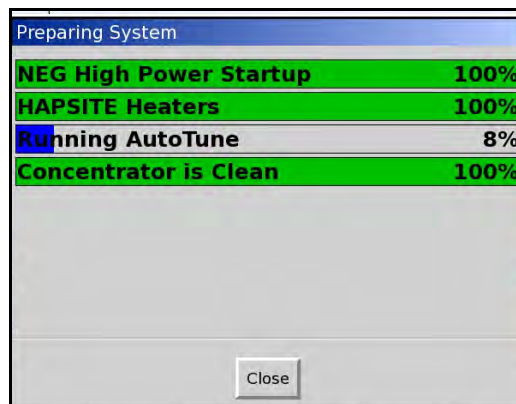 Preparing System
NEG High Power Startup 100%
HAPSITE Heaters 100%
Running AutoTune 8%
Concentrator is Clean 100%
Close